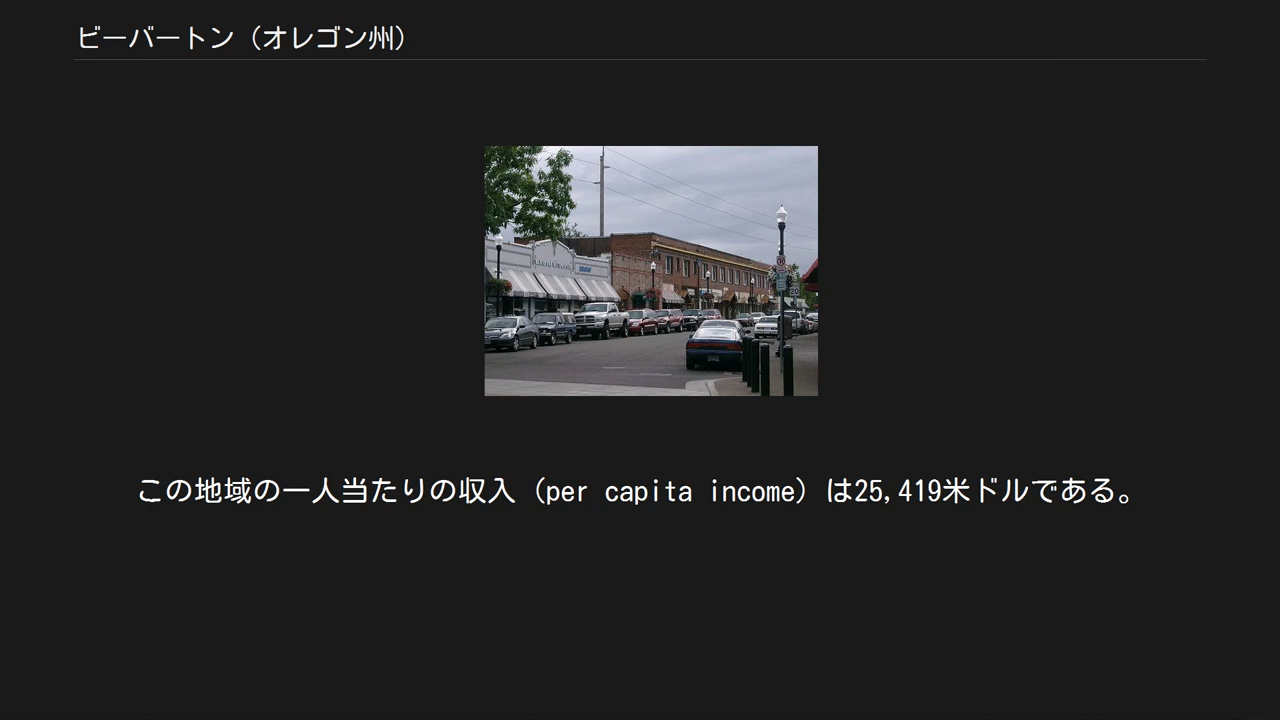 ビーバートン（オレゴン州）
この地域の一人当たりの収入（per capita income）は25,419米ドルである。